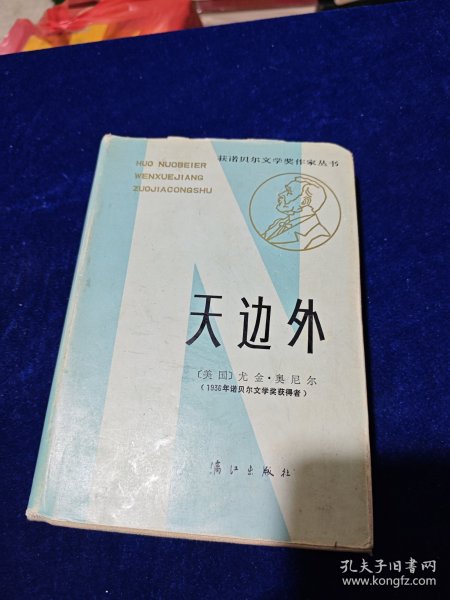 获诺贝尔文学奖作家丛书
HUO NUOBEIER
WENXUEJIANG
ZUOJIACONGSHU
天边外
〔美国〕尤金·奥尼尔
(1936年诺贝尔文学奖获得者)
漓江出版社
孔夫子旧书网
www.kongfz.com